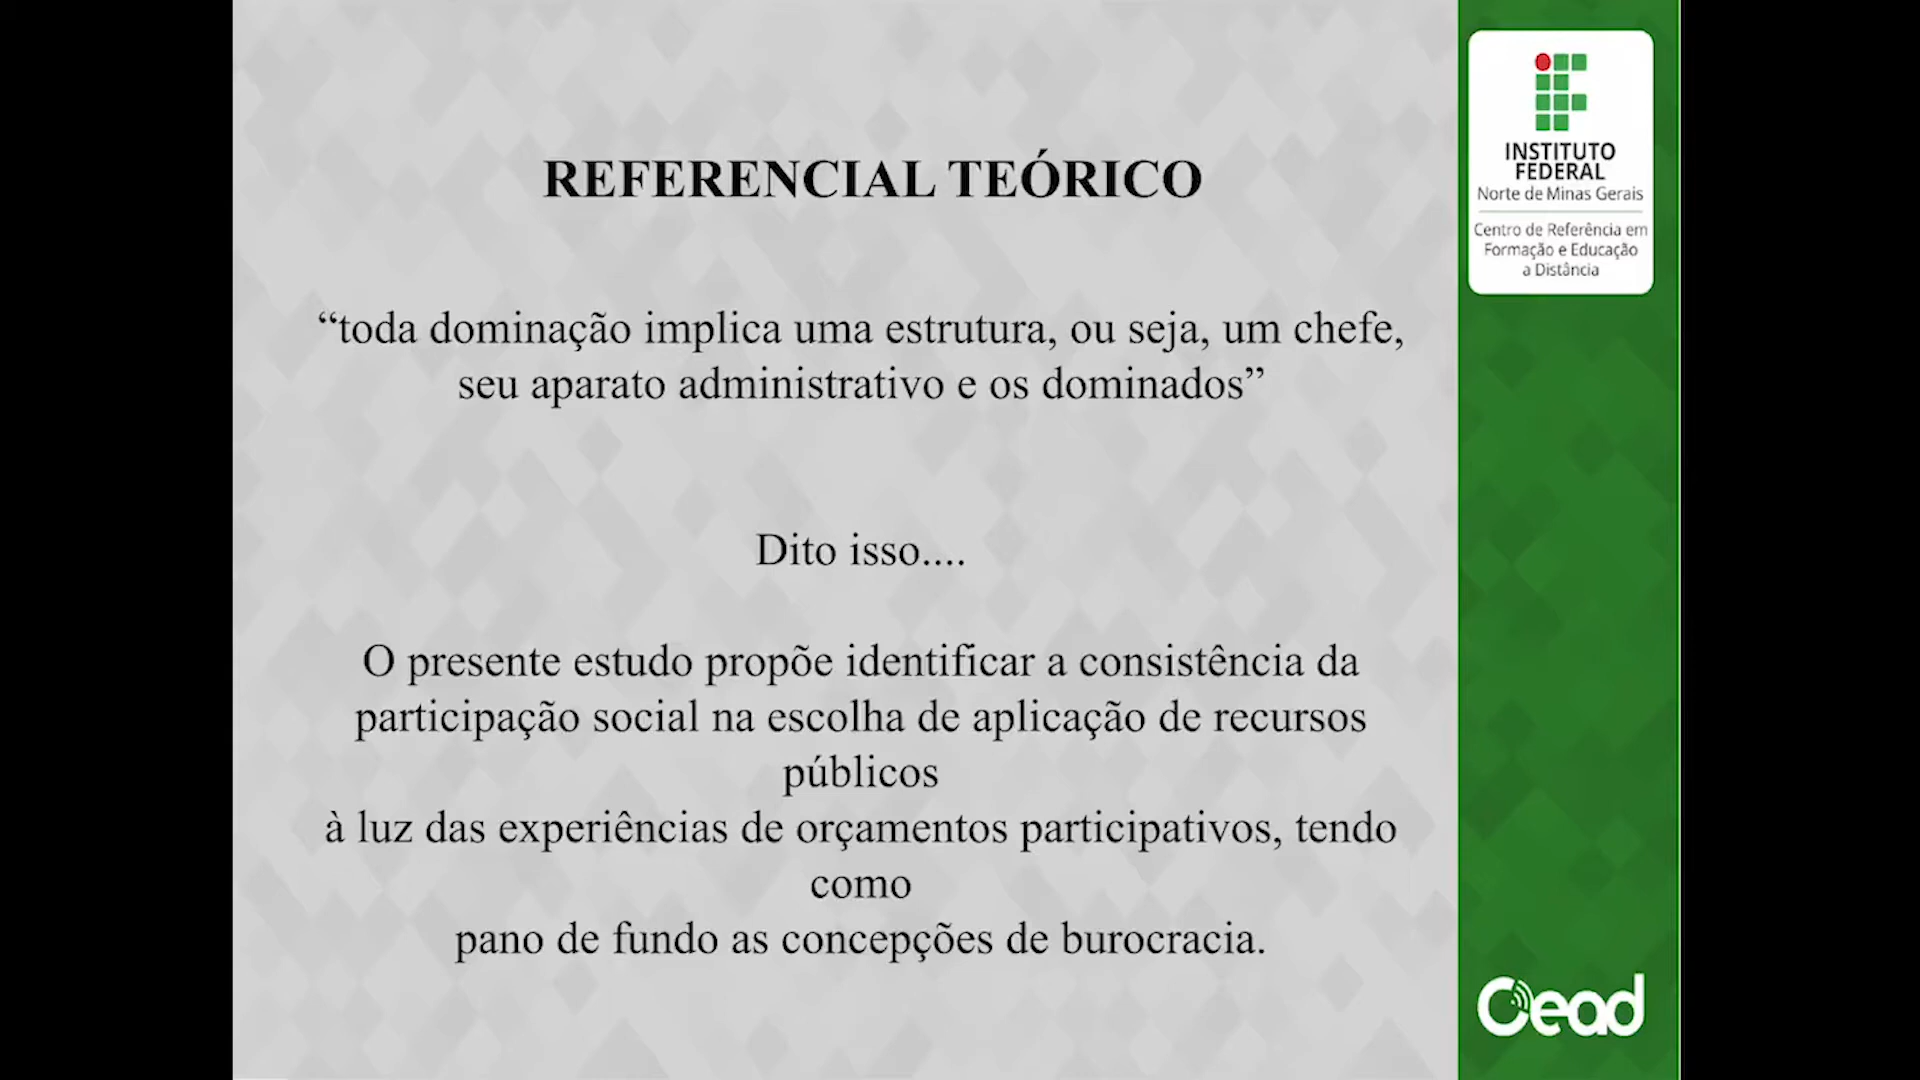 REFERENCIAL TEÓRICO
“toda dominação implica uma estrutura, ou seja, um chefe,
seu aparato administrativo e os dominados”
Dito isso....
O presente estudo propõe identificar a consistência da
participação social na escolha de aplicação de recursos
públicos
à luz das experiências de orçamentos participativos, tendo
como
pano de fundo as concepções de burocracia.
INSTITUTO
FEDERAL
Norte de Minas Gerais
Centro de Referência em
Formação e Educação
a Distância
Cead